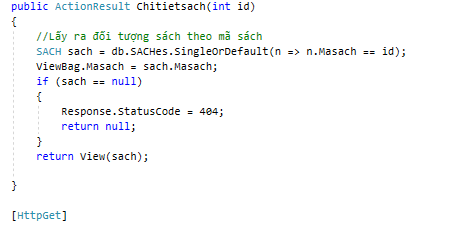 public ActionResult Chitietsach(int id)
{
//Lấy ra đối tượng sách theo mã sách
SACH sach = db.SACHes.SingleOrDefault(n => n.Masach == id);
ViewBag.Masach = sach.Masach;
if (sach == null)
{
Response.StatusCode = 404;
return null;
}
return View(sach);
}
[HttpGet]